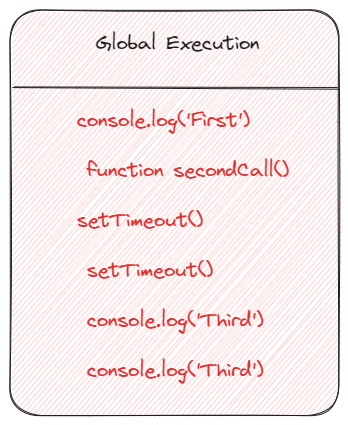 Global Execution
console.log('First')
function secondCall()
setTimeout()
setTimeout()
console.log('Third')
console.log('Third')